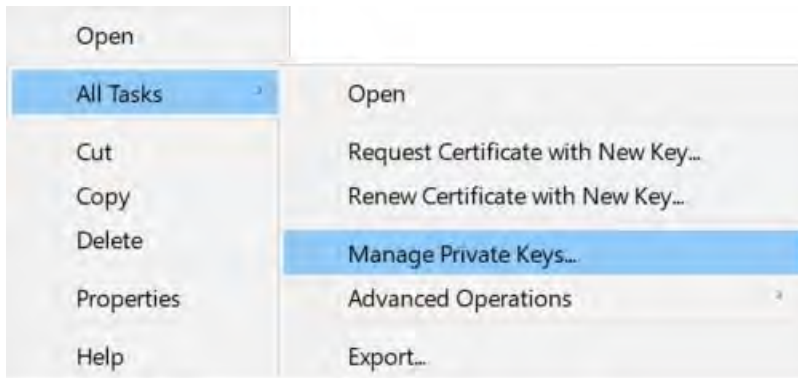 Open
All Tasks
Cut
Copy
Delete
Properties
Help
Open
Request Certificate with New Key...
Renew Certificate with New Key...
Manage Private Keys...
Advanced Operations
Export...